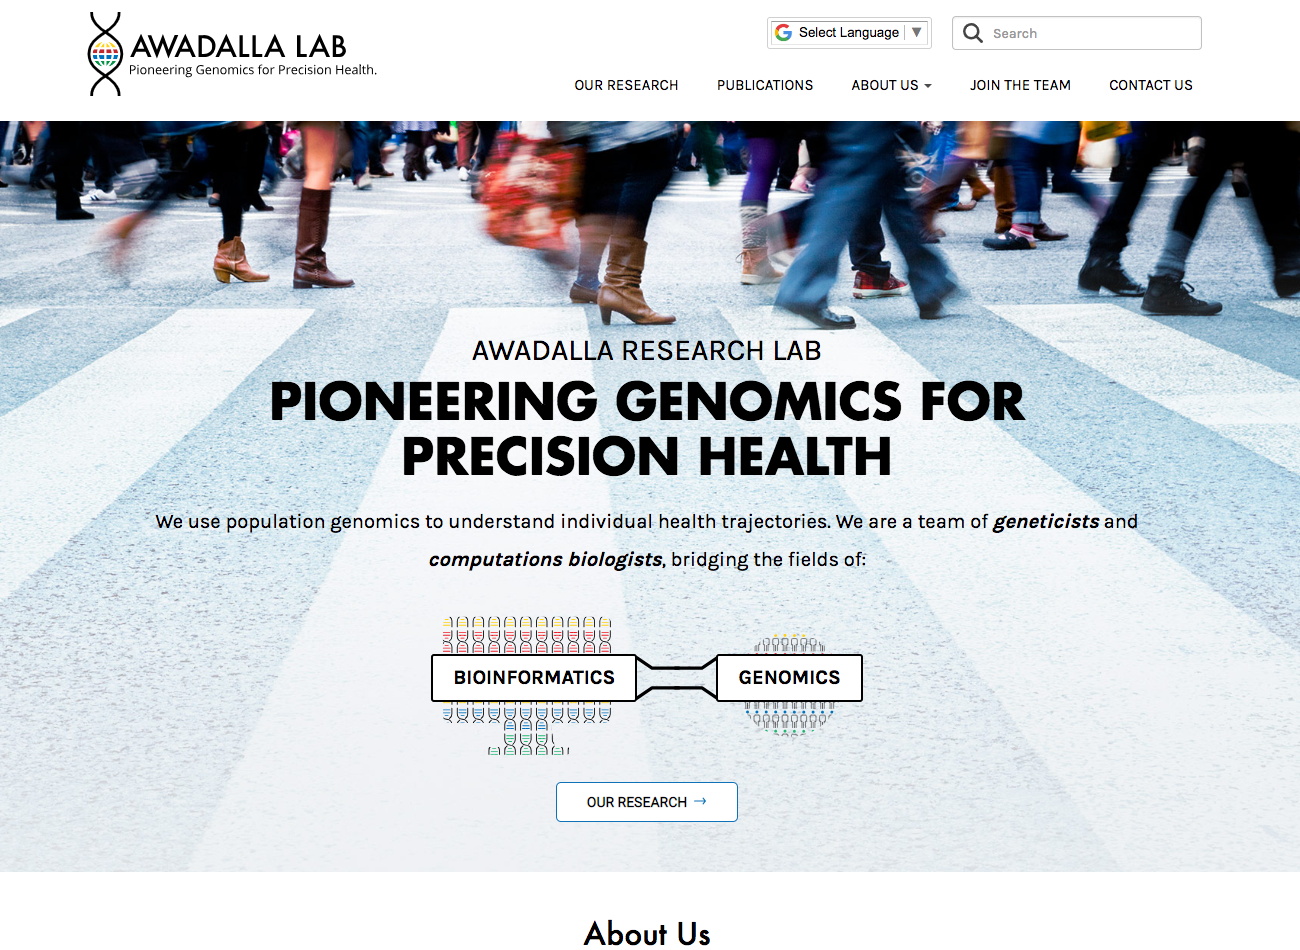 AWADALLA LAB
Pioneering Genomics for Precision Health.
Select Language
Search
OUR RESEARCH
PUBLICATIONS
ABOUT US
JOIN THE TEAM
CONTACT US
AWADALLA RESEARCH LAB
PIONEERING GENOMICS FOR
PRECISION HEALTH
We use population genomics to understand individual health trajectories. We are a team of geneticists and
computations biologists, bridging the fields of:
BIOINFORMATICS
GENOMICS
OUR RESEARCH →
About Us